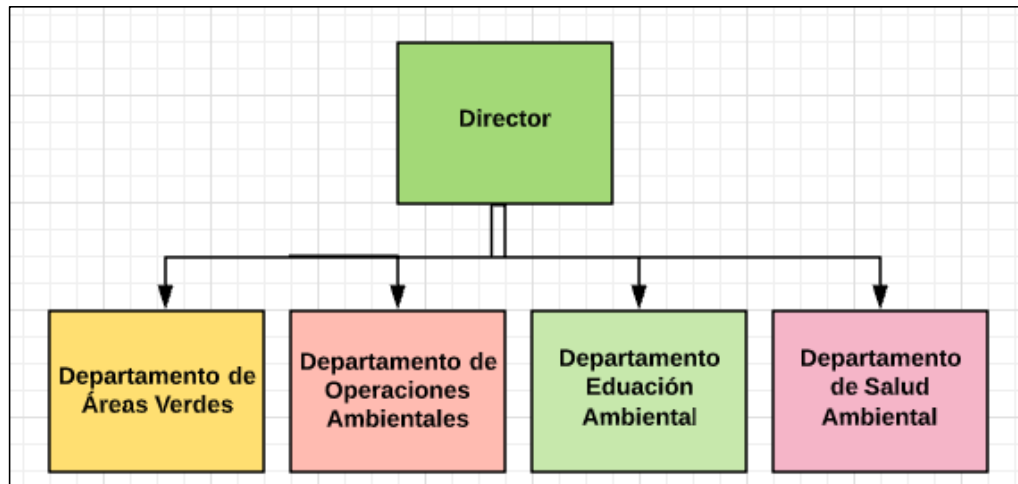 Director
Departamento de
Áreas Verdes
Departamento de
Operaciones
Ambientales
Departamento
Eduación
Ambiental
Departamento
de Salud
Ambiental